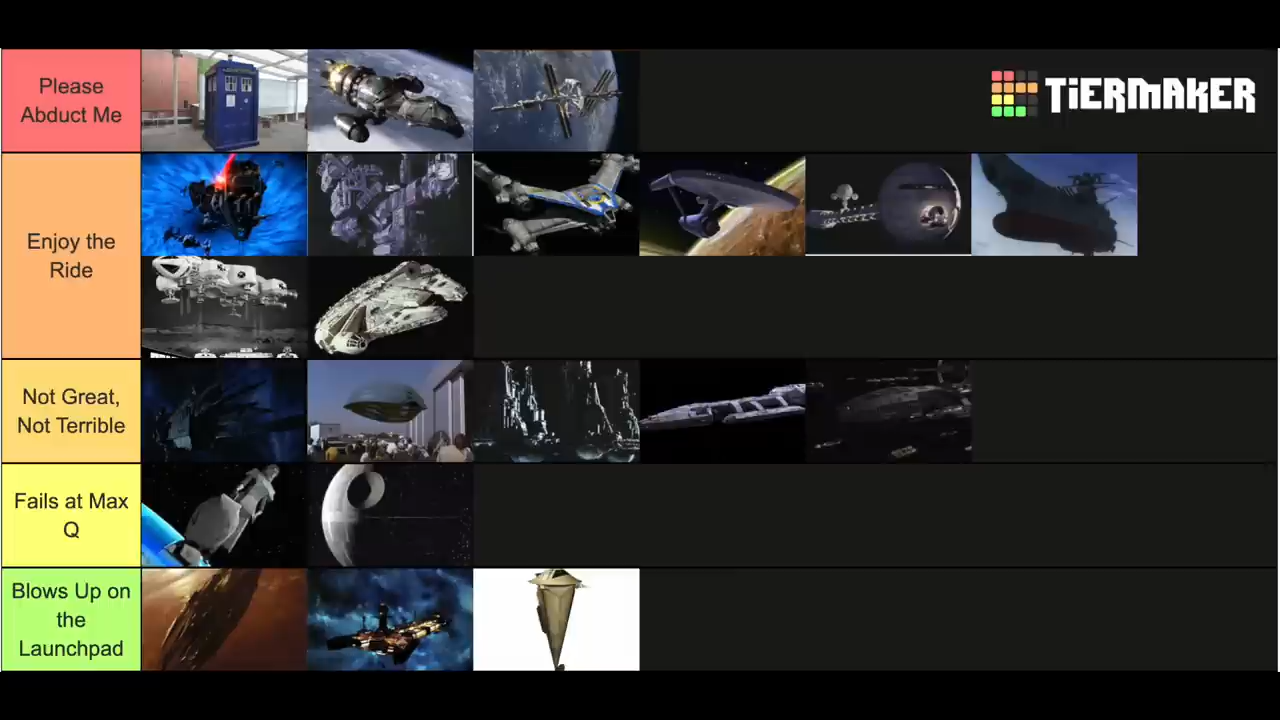 Please
Abduct Me
TiERMAKER
Enjoy the
Ride
Not Great,
Not Terrible
Fails at Max
Q
Blows Up on
the
Launchpad